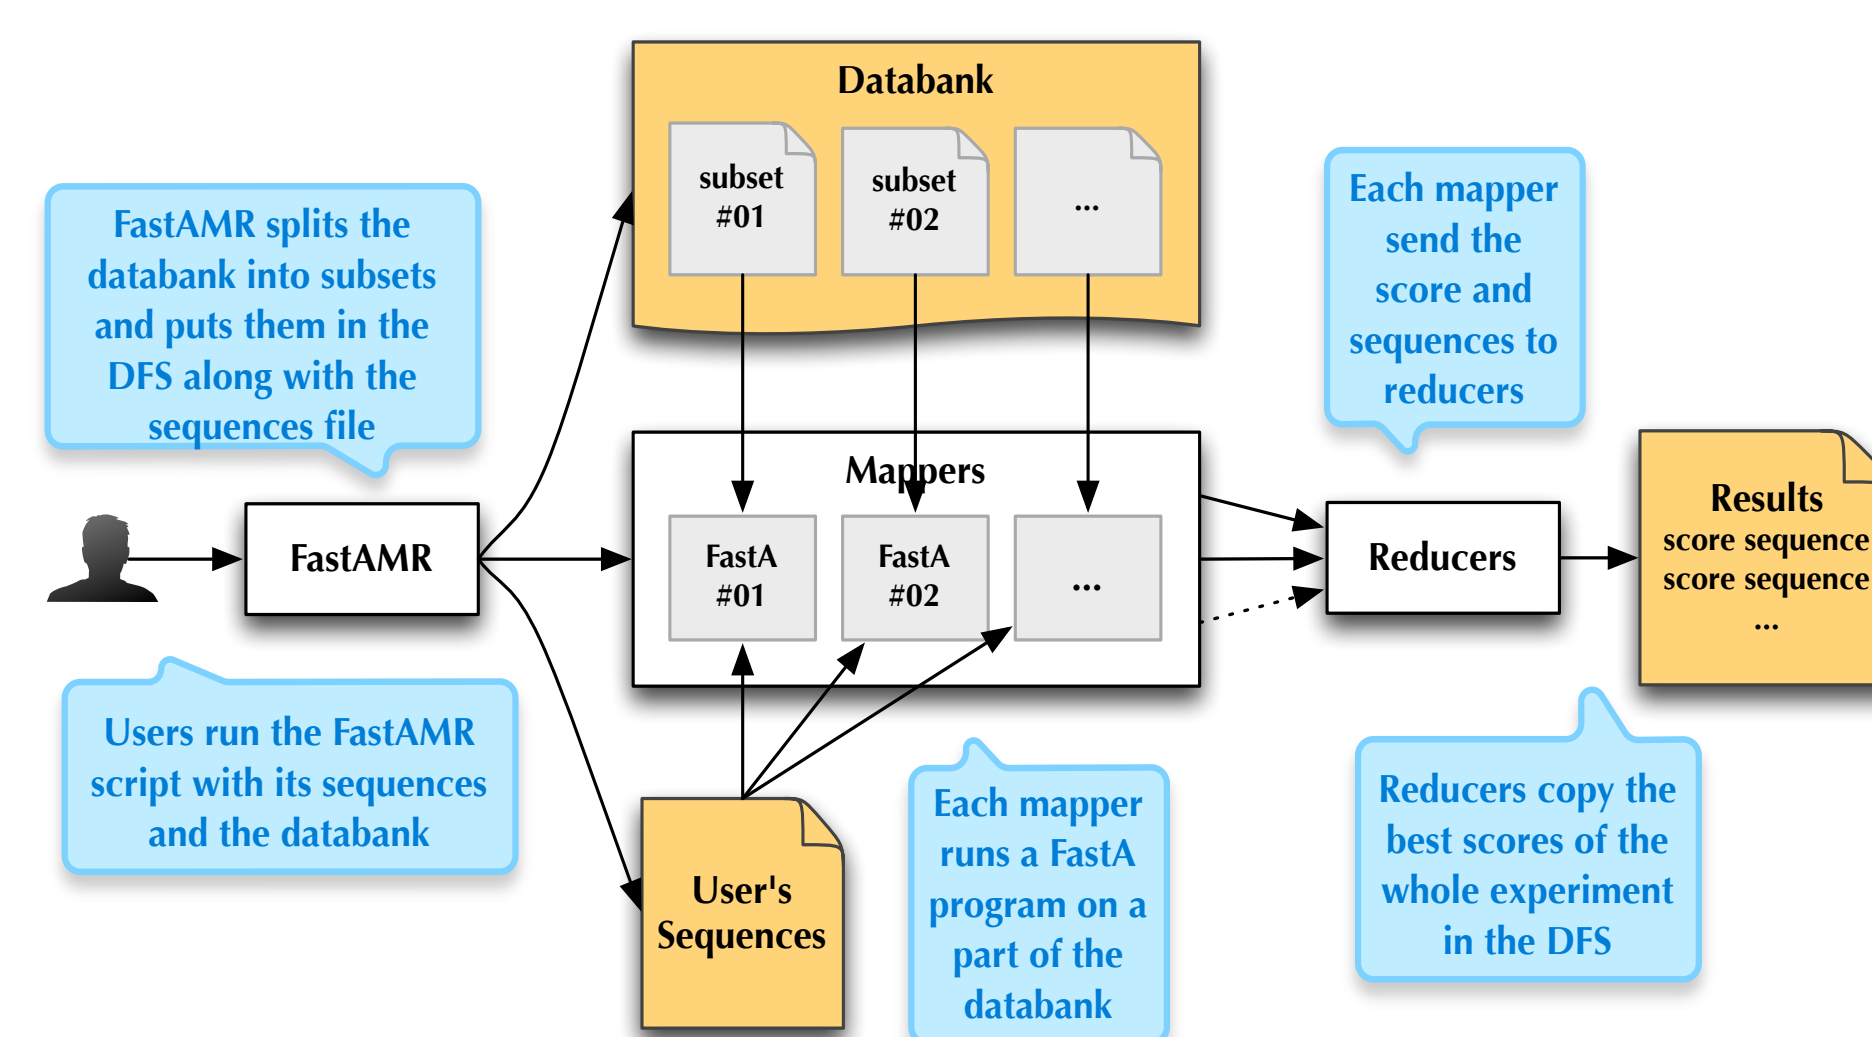 Databank
subset
#01
subset
#02
...
FastAMR splits the
databank into subsets
and puts them in the
DFS along with the
sequences file
Each mapper
send the
score and
sequences to
reducers
Mappers
FastAMR
FastA
#01
FastA
#02
...
Reducers
Results
score sequence
score sequence
...
Users run the FastAMR
script with its sequences
and the databank
User's
Sequences
Each mapper
runs a FastA
program on a
part of the
databank
Reducers copy the
best scores of the
whole experiment
in the DFS